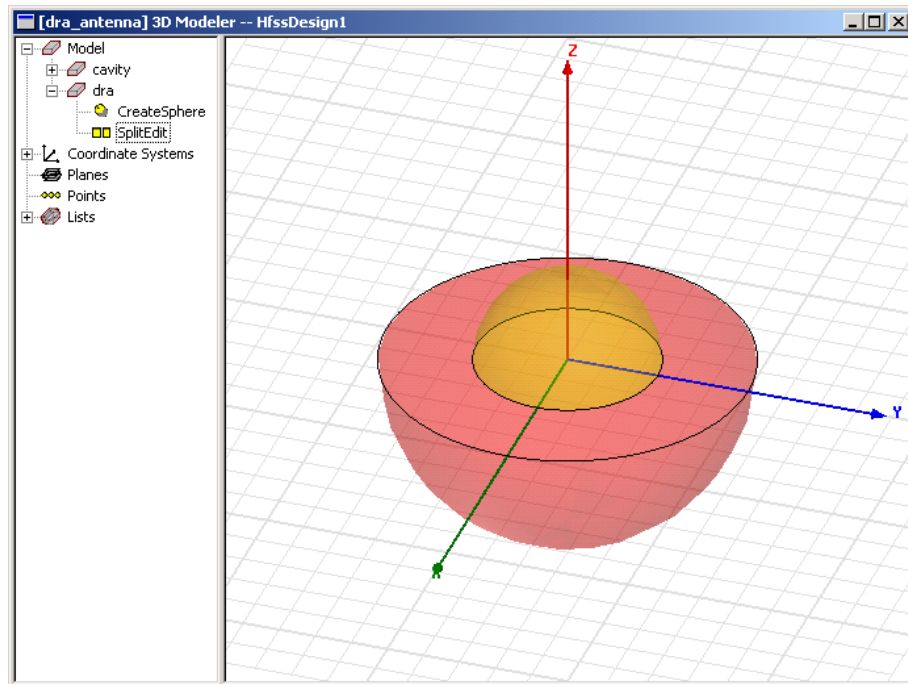 [dra_antenna] 3D Modeler -- HfssDesign1
Model
cavity
dra
CreateSphere
SplitEdit
Coordinate Systems
Planes
Points
Lists
Z
Y
X